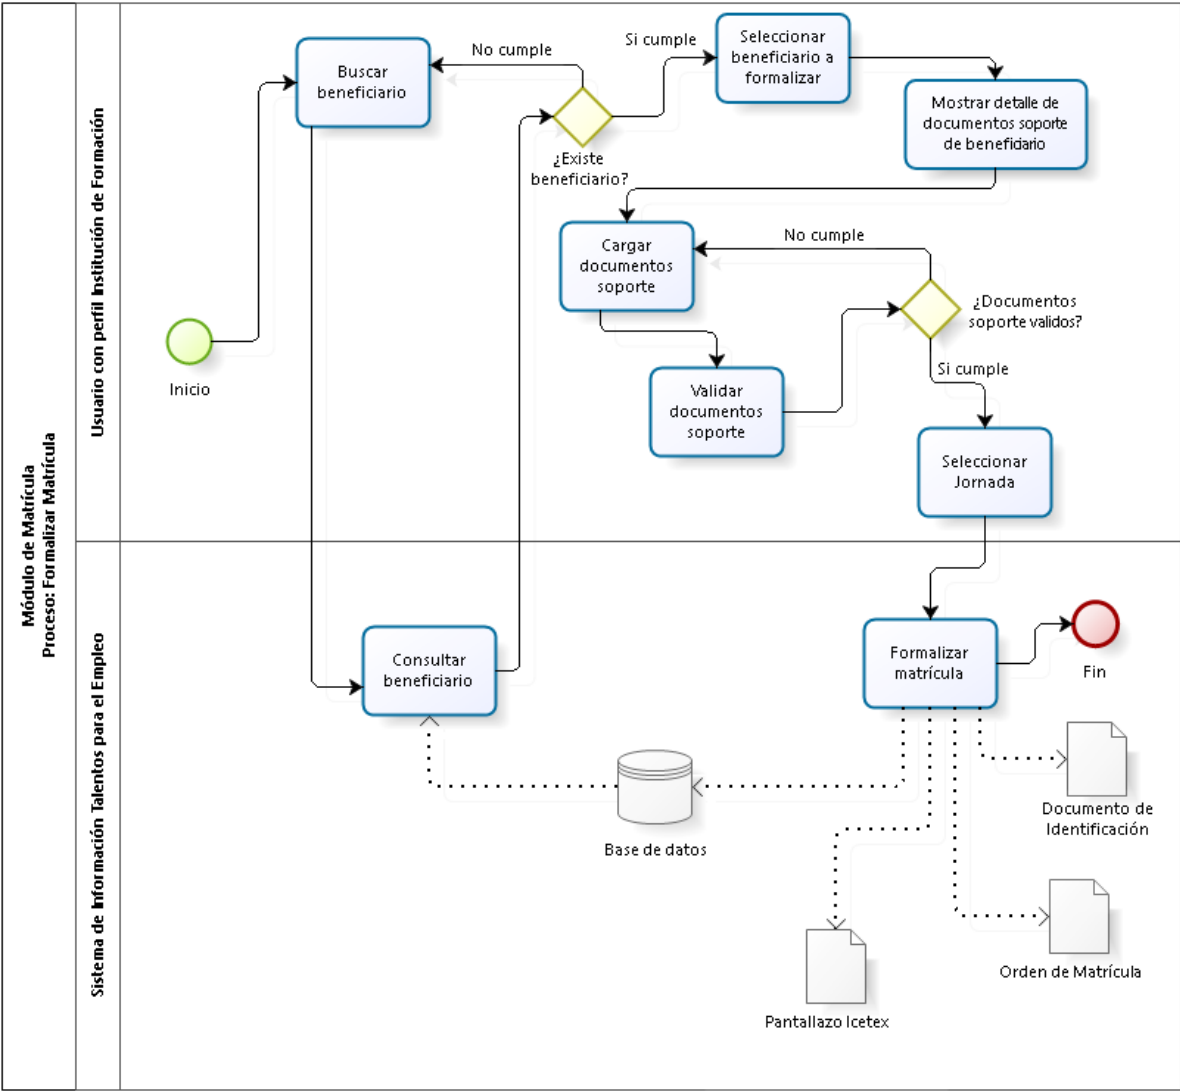 Módulo de Matrícula
Proceso: Formalizar Matrícula
Usuario con perfil Institución de Formación
Buscar
beneficiario
No cumple
Si cumple
¿Existe
beneficiario?
Seleccionar
beneficiario a
formalizar
Mostrar detalle de
documentos soporte
de beneficiario
Cargar
documentos
soporte
No cumple
¿Documentos
soporte validos?
Inicio
Validar
documentos
soporte
Si cumple
Seleccionar
Jornada
Sistema de Información Talentos para el Empleo
Consultar
beneficiario
Formalizar
matrícula
Fin
Base de datos
Documento de
Identificación
Orden de Matrícula
Pantallazo Icetex